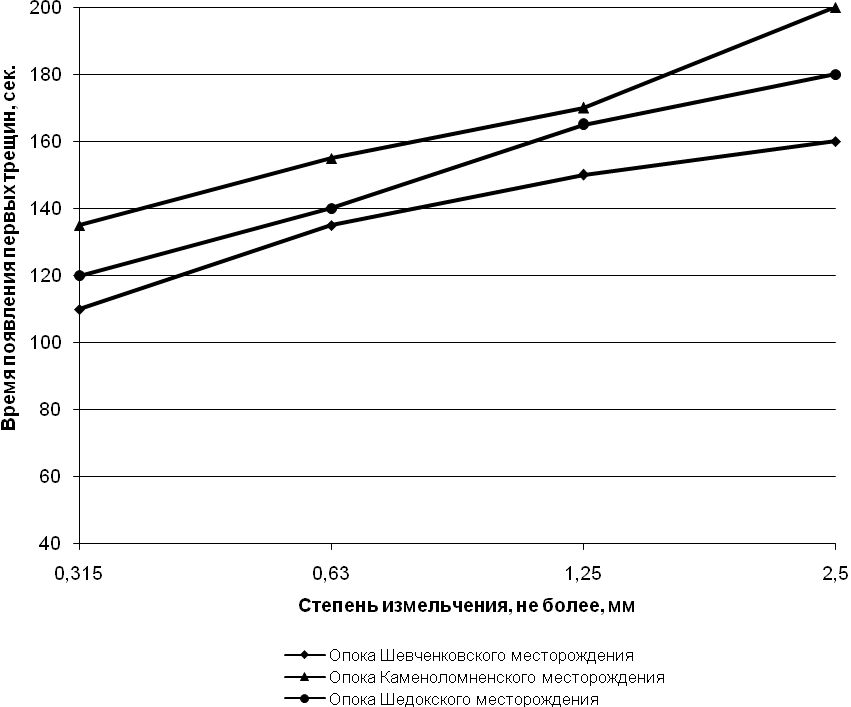 Время появления первых трещин, сек.
200
180
160
140
120
100
80
60
40
0,315 0,63 1,25 2,5
Степень измельчения, не более, мм
Опока Шевченковского месторождения
Опока Каменоломненского месторождения
Опока Шедокского месторождения